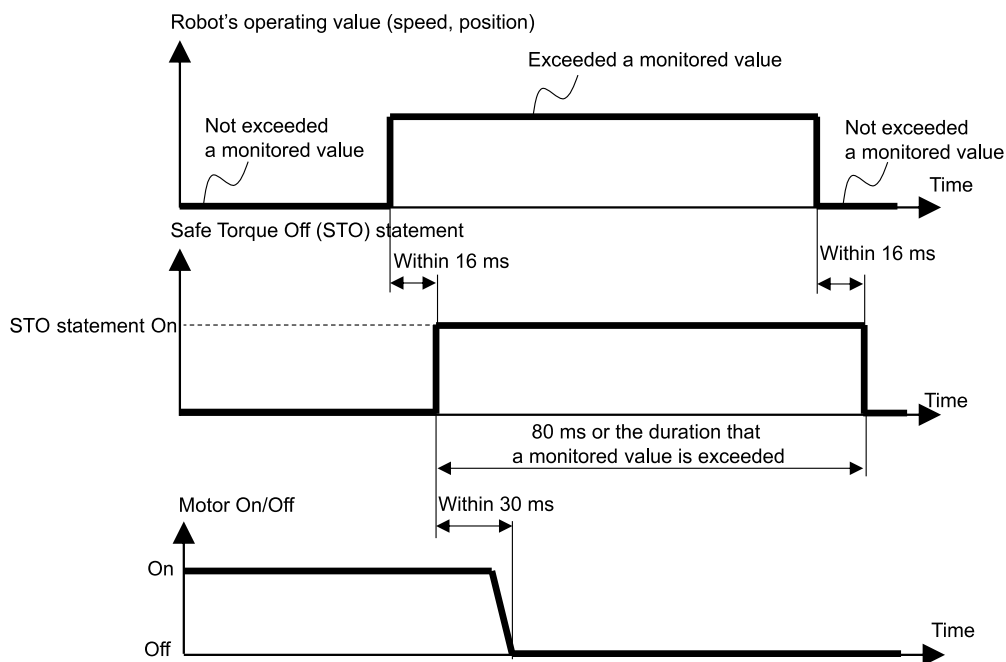 Robot's operating value (speed, position)
Exceeded a monitored value
Not exceeded
a monitored value
Not exceeded
a monitored value
Time
Safe Torque Off (STO) statement
Within 16 ms
Within 16 ms
STO statement On
Time
80 ms or the duration that
a monitored value is exceeded
Motor On/Off
Within 30 ms
On
Off
Time